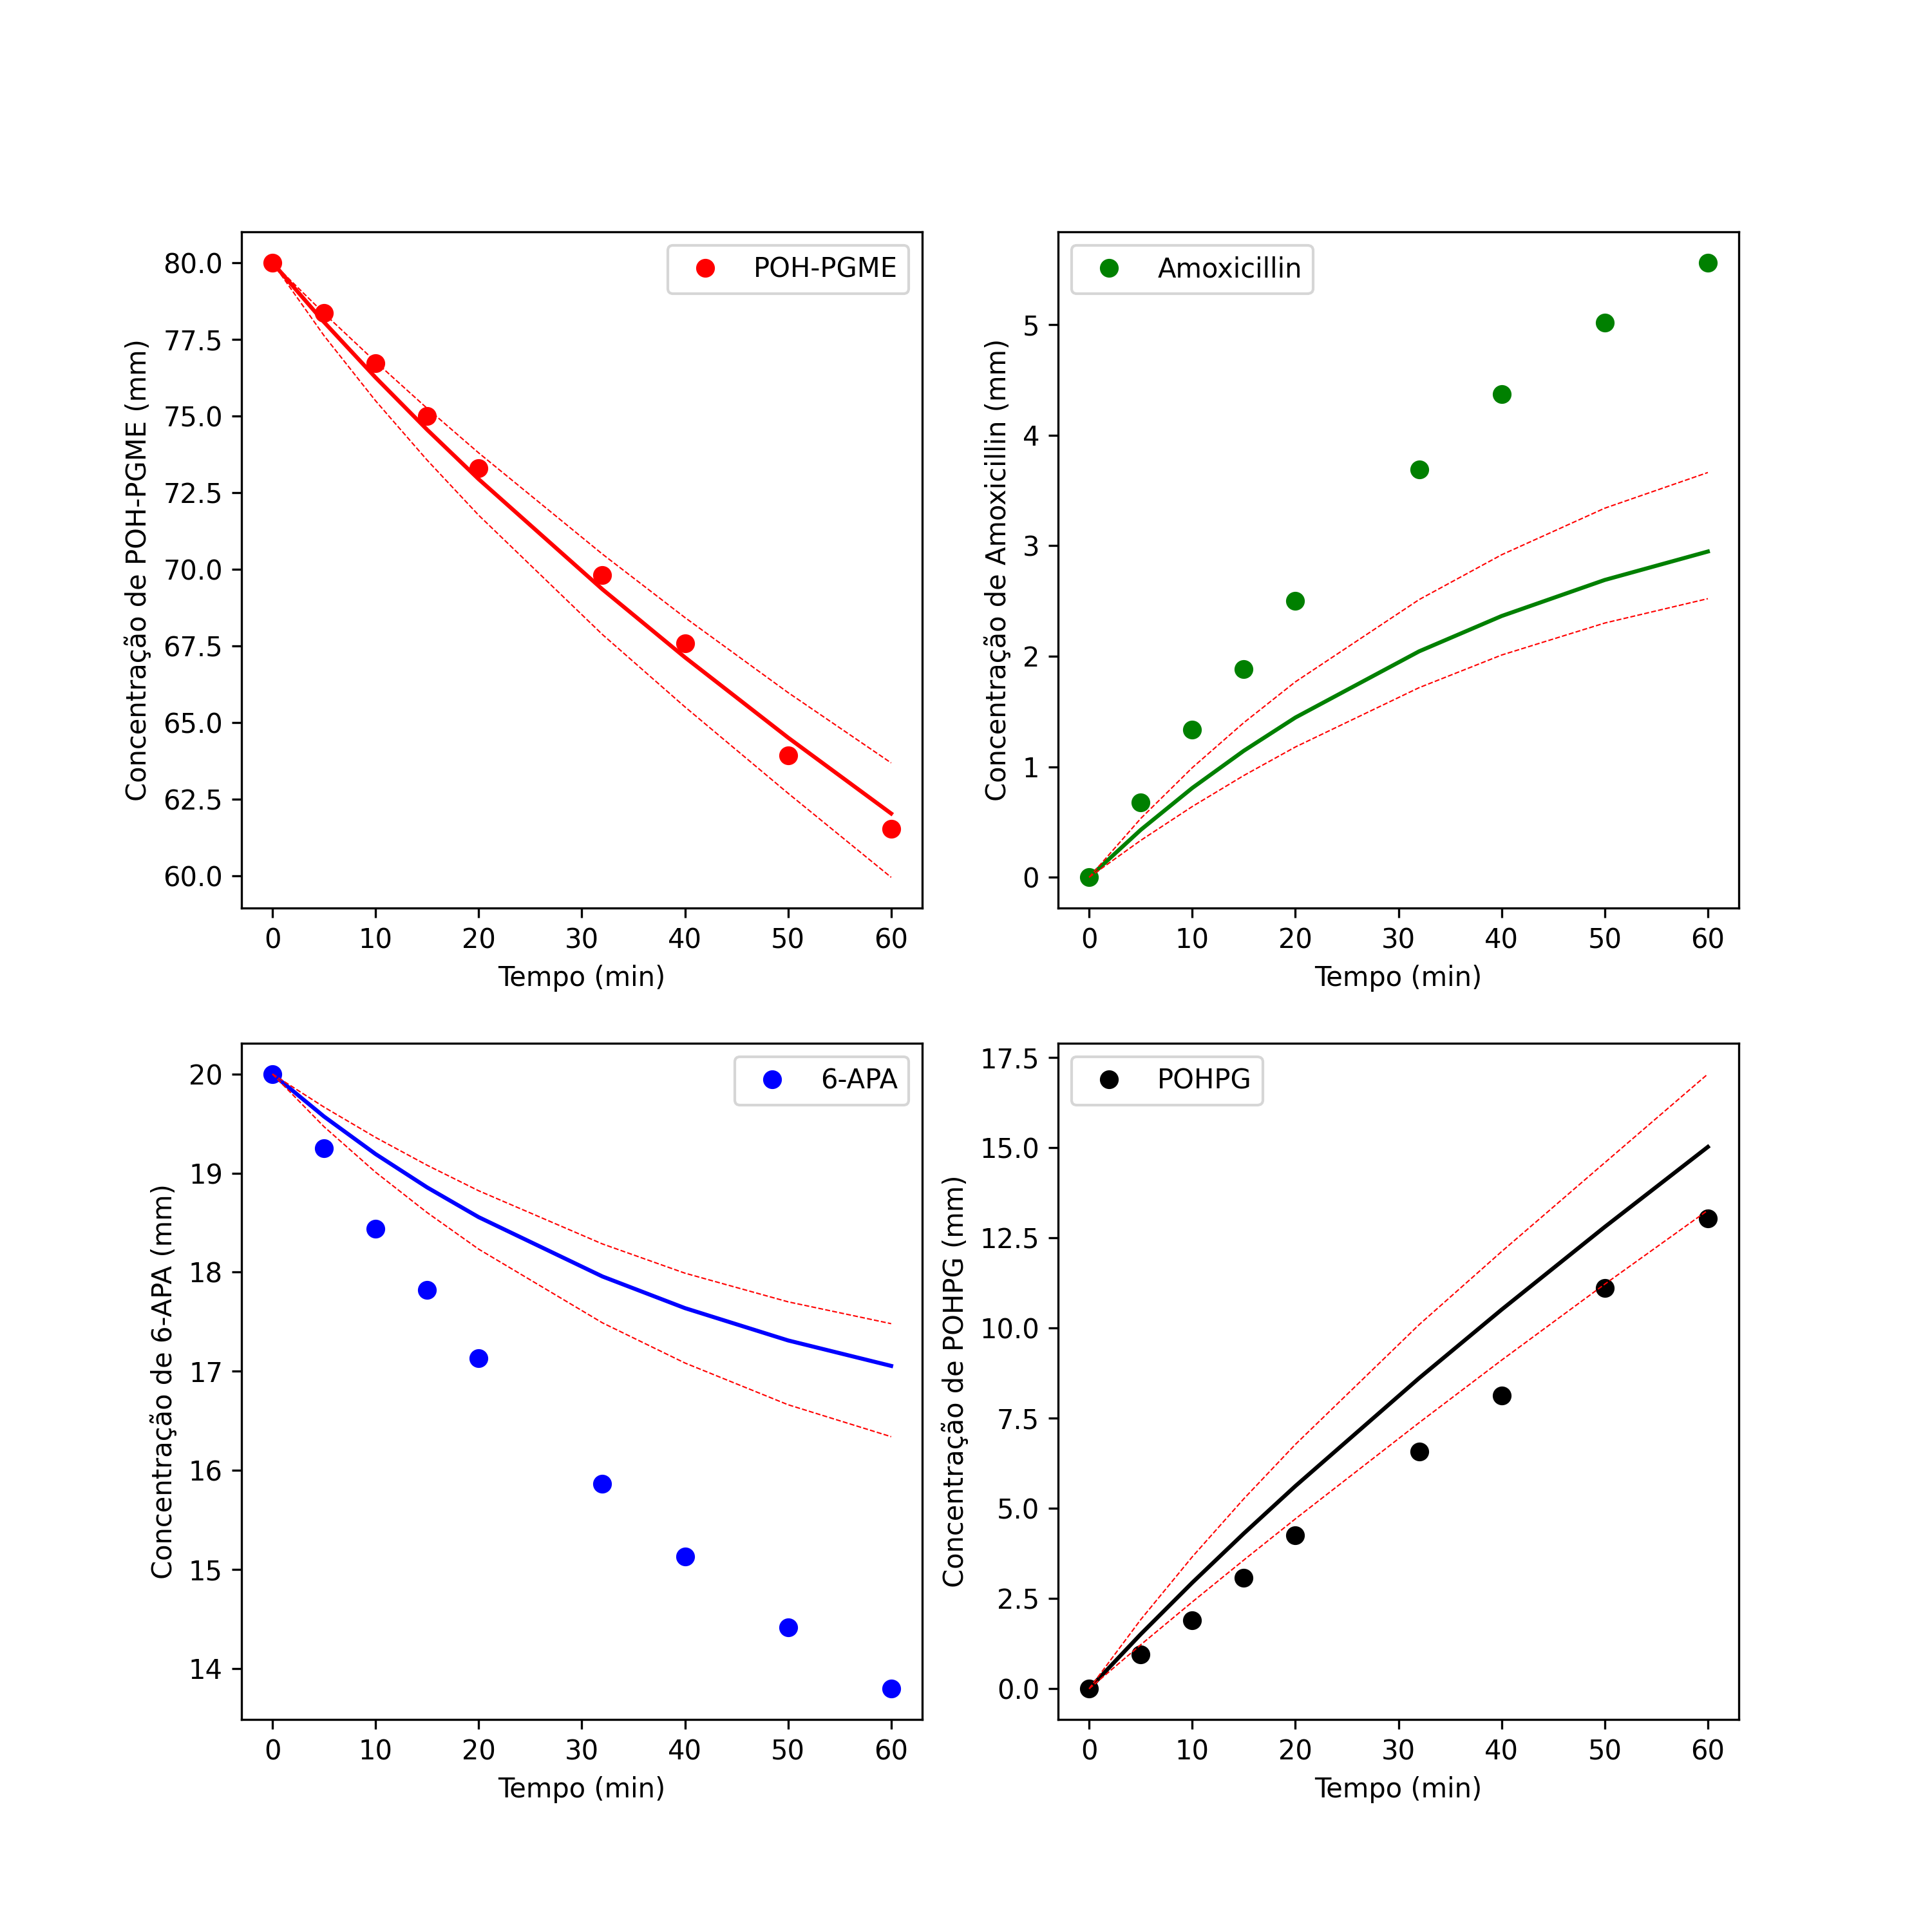 POH-PGME
80.0
77.5
75.0
72.5
70.0
67.5
65.0
62.5
60.0
Concentração de POH-PGME (mm)
0 10 20 30 40 50 60
Tempo (min)
Amoxicillin
5
4
3
2
1
0
Concentração de Amoxicillin (mm)
0 10 20 30 40 50 60
Tempo (min)
6-APA
20
19
18
17
16
15
14
Concentração de 6-APA (mm)
0 10 20 30 40 50 60
Tempo (min)
POHPG
17.5
15.0
12.5
10.0
7.5
5.0
2.5
0.0
Concentração de POHPG (mm)
0 10 20 30 40 50 60
Tempo (min)